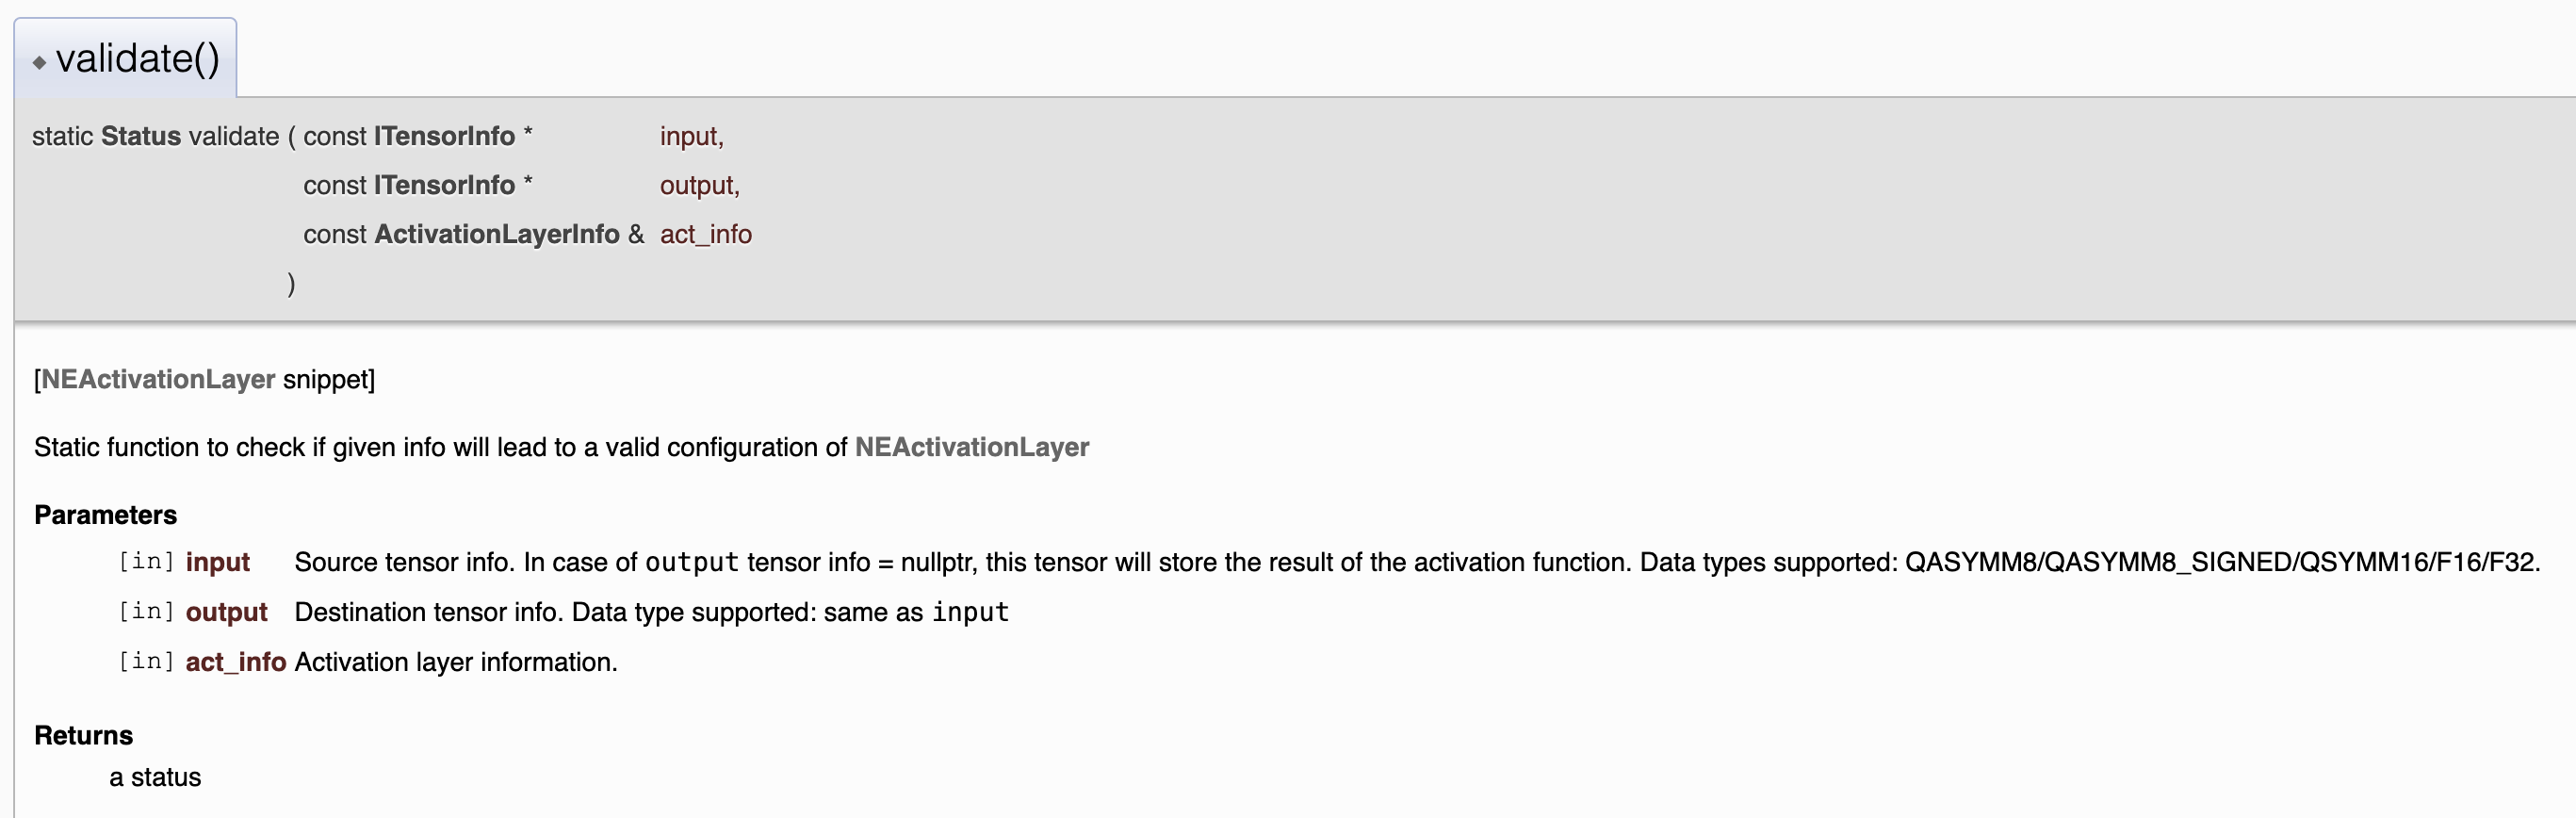 ◆ validate()
static Status validate ( const ITensorInfo * input,
const ITensorInfo * output,
const ActivationLayerInfo & act_info
)
[NEActivationLayer snippet]
Static function to check if given info will lead to a valid configuration of NEActivationLayer
Parameters
[in] input Source tensor info. In case of output tensor info = nullptr, this tensor will store the result of the activation function. Data types supported: QASYMM8/QASYMM8_SIGNED/QSYMM16/F16/F32.
[in] output Destination tensor info. Data type supported: same as input
[in] act_info Activation layer information.
Returns
a status